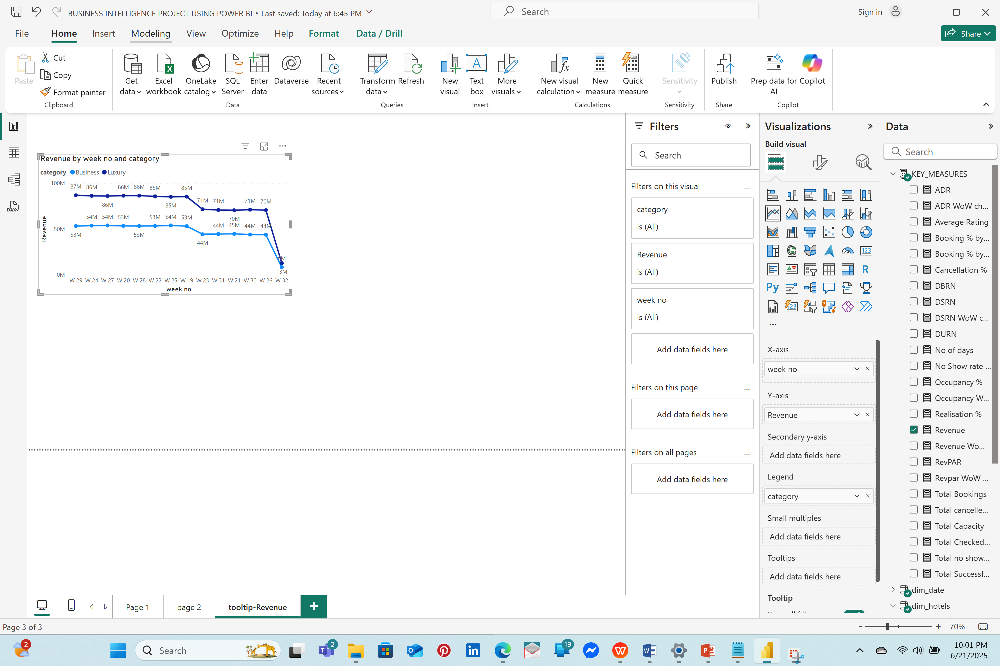 BUSINESS INTELLIGENCE PROJECT USING POWER BI • Last saved: Today at 6:45 PM
Search
Sign in
File Home Insert Modeling View Optimize Help Format Data / Drill
Share
Paste
Cut
Copy
Format painter
Clipboard
Get data
Excel workbook
OneLake catalog
SQL Server
Enter data
Dataverse
Recent sources
Data
Transform data
Refresh
Queries
New visual
Text box
More visuals
Insert
New visual calculation
New measure
Quick measure
Calculations
Sensitivity
Sensitivity
Publish
Share
Prep data for AI
Copilot
Copilot
DAX
Revenue by week no and category
category Business Luxury
100M
50M
0M
Revenue
87M 86M 86M 86M 85M 85M
86M 85M
71M 71M 71M 70M
70M
54M 54M 53M 53M 54M 53M
53M 53M
44M 45M 44M 44M
44M
13M
W 29 W 24 W 27 W 20 W 28 W 22 W 25 W 19 W 23 W 31 W 21 W 30 W 26 W 32
week no
Filters
Search
Filters on this visual ...
category
is (All)
Revenue
is (All)
week no
is (All)
Add data fields here
Filters on this page ...
Add data fields here
Filters on all pages ...
Add data fields here
Visualizations
Build visual
123
R
Py
123
...
X-axis
week no
Y-axis
Revenue
Secondary y-axis
Add data fields here
Legend
category
Small multiples
Add data fields here
Tooltips
Add data fields here
Tooltip
Data
Search
KEY_MEASURES
ADR
ADR WoW ch...
Average Rating
Booking % by...
Booking % by...
Cancellation %
DBRN
DSRN
DSRN WoW c...
DURN
No of days
No Show rate ...
Occupancy %
Occupancy W...
Realisation %
Revenue
Revenue Wo...
RevPAR
Revpar WoW ...
Total Bookings
Total cancelle...
Total Capacity
Total Checked...
Total no show...
Total Successf...
dim_date
dim_hotels
Page 1
page 2
tooltip-Revenue
+
Page 3 of 3
- + 70%
2
Search
2
19
10:01 PM
6/21/2025